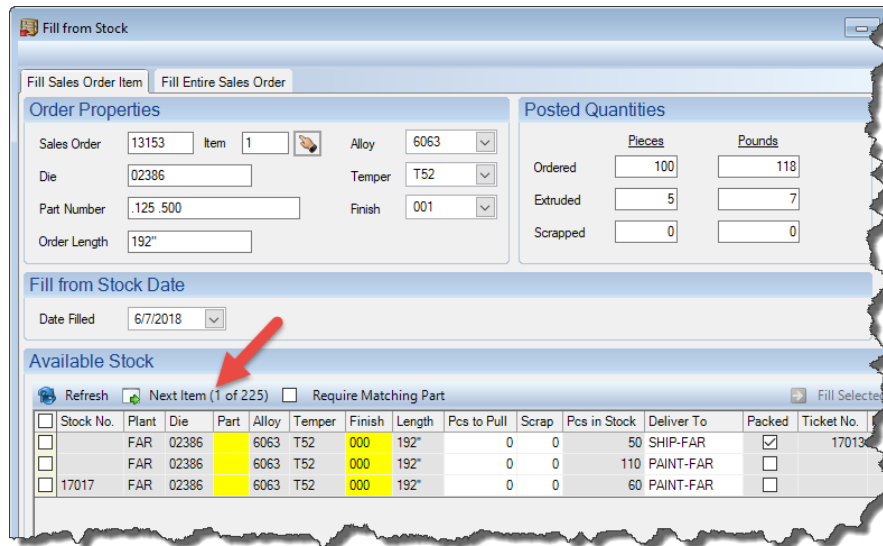 Fill from Stock
Fill Sales Order Item Fill Entire Sales Order
Order Properties
Posted Quantities
Sales Order 13153 Item 1 Alloy 6063
Pieces Pounds
Die 02386 Temper T52
Ordered 100 118
Part Number .125 .500 Finish 001
Extruded 5 7
Order Length 192"
Scrapped 0 0
Fill from Stock Date
Date Filled 6/7/2018
Available Stock
Refresh Next Item (1 of 225) Require Matching Part Fill Selected
Stock No. Plant Die Part Alloy Temper Finish Length Pcs to Pull Scrap Pcs in Stock Deliver To Packed Ticket No.
FAR 02386 6063 T52 000 192" 0 0 50 SHIP-FAR 17013
FAR 02386 6063 T52 000 192" 0 0 110 PAINT-FAR
17017 FAR 02386 6063 T52 000 192" 0 0 60 PAINT-FAR